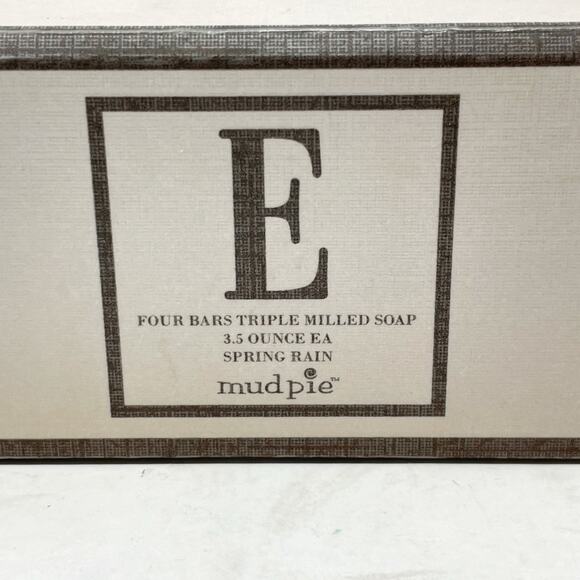 E
FOUR BARS TRIPLE MILLED SOAP
3.5 OUNCE EA
SPRING RAIN
mudpie™